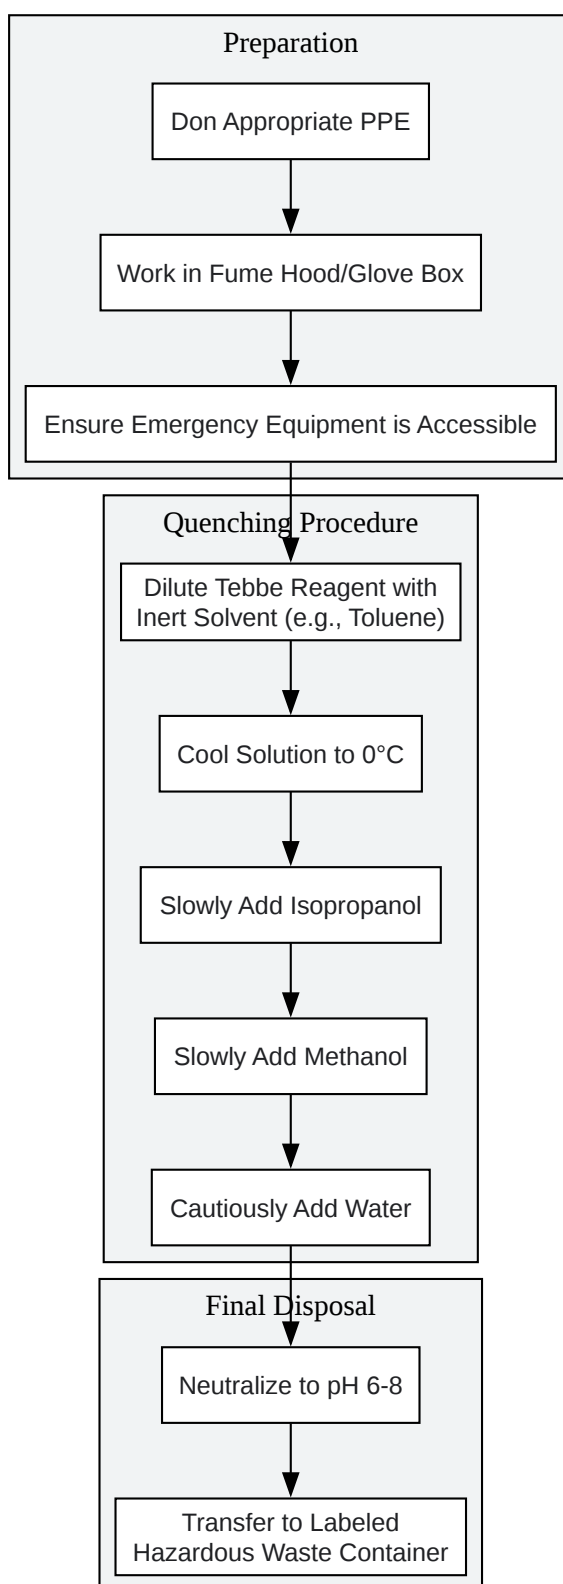 Preparation
Don Appropriate PPE
Work in Fume Hood/Glove Box
Ensure Emergency Equipment is Accessible
Quenching Procedure
Dilute Tebbe Reagent with
Inert Solvent (e.g., Toluene)
Cool Solution to 0°C
Slowly Add Isopropanol
Slowly Add Methanol
Cautiously Add Water
Final Disposal
Neutralize to pH 6-8
Transfer to Labeled
Hazardous Waste Container